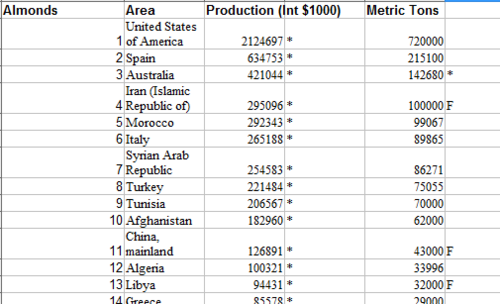 Almonds Area Production (Int $1000) Metric Tons
United States
1 of America 2124697 * 720000
2 Spain 634753 * 215100
3 Australia 421044 * 142680 *
Iran (Islamic
4 Republic of) 295096 * 100000 F
5 Morocco 292343 * 99067
6 Italy 265188 * 89865
Syrian Arab
7 Republic 254583 * 86271
8 Turkey 221484 * 75055
9 Tunisia 206567 * 70000
10 Afghanistan 182960 * 62000
China,
11 mainland 126891 * 43000 F
12 Algeria 100321 * 33996
13 Libya 94431 * 32000 F
14 Greece 85578 * 29000